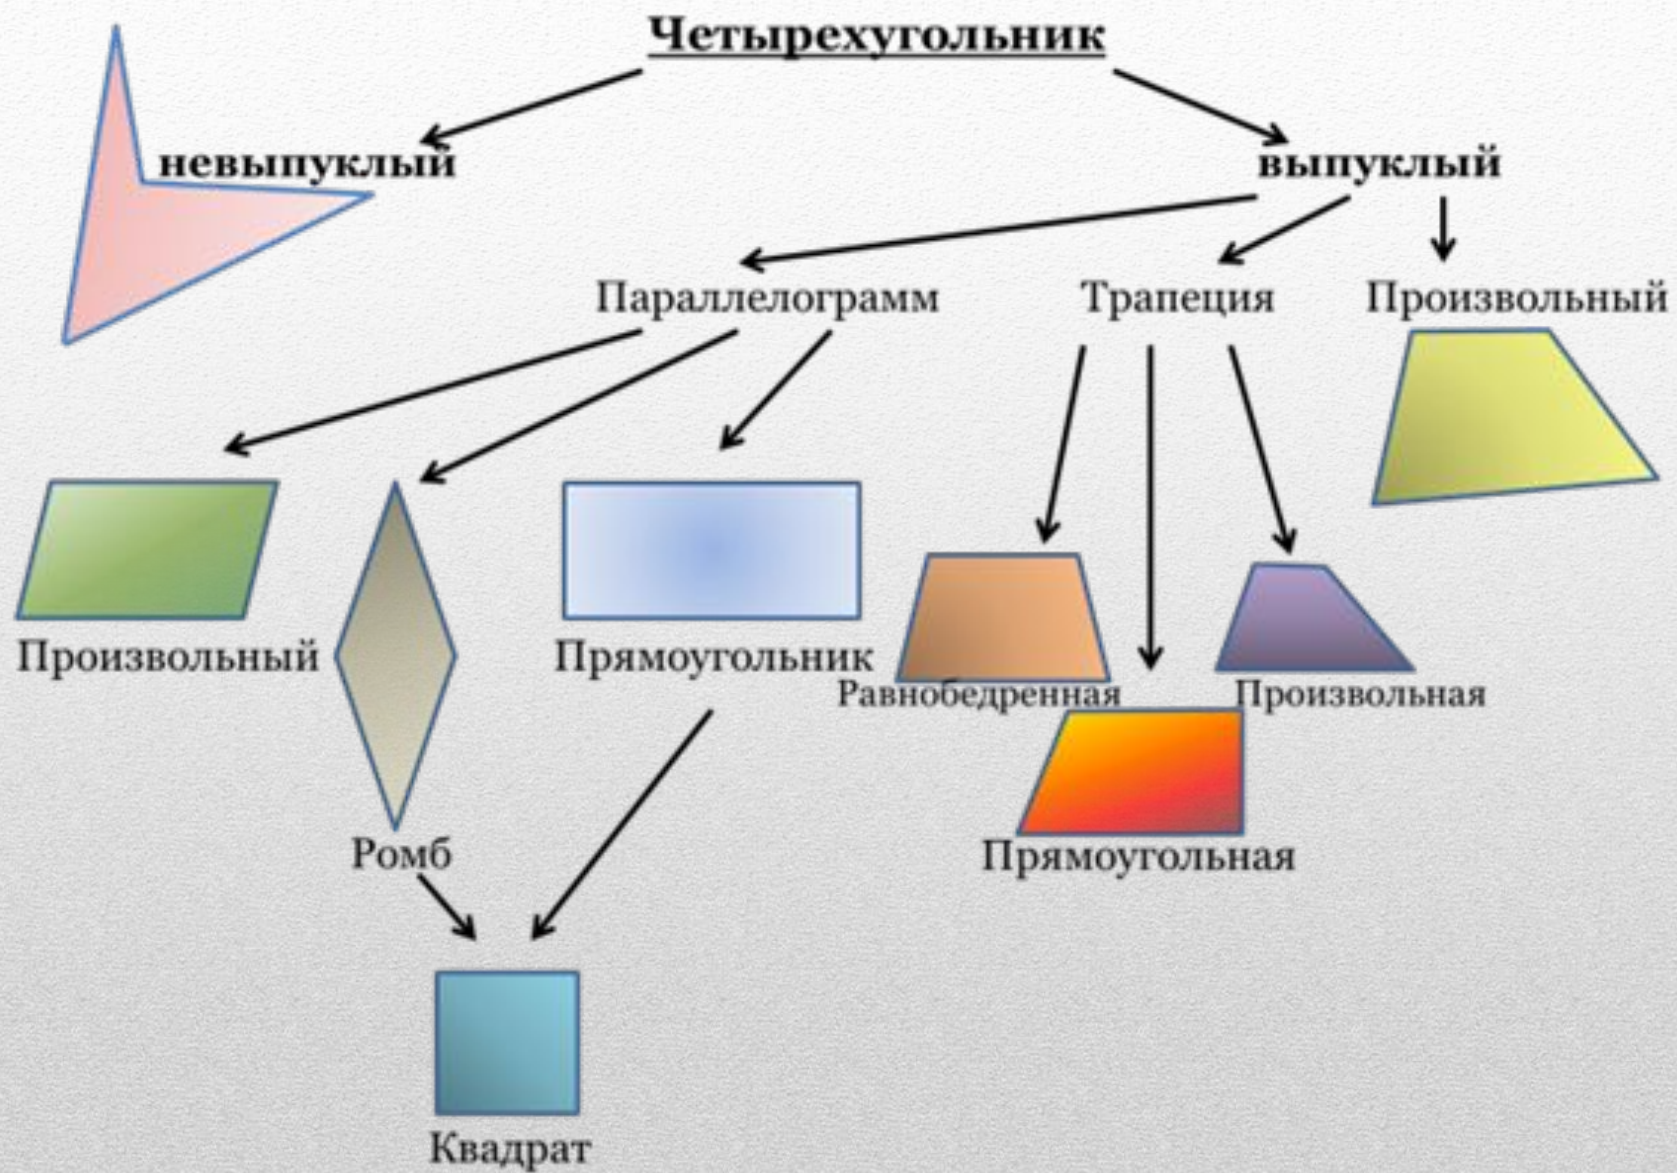 Четырехугольник
невыпуклый
выпуклый
Параллелограмм
Трапеция
Произвольный
Произвольный
Прямоугольник
Равнобедренная
Произвольная
Ромб
Прямоугольная
Квадрат